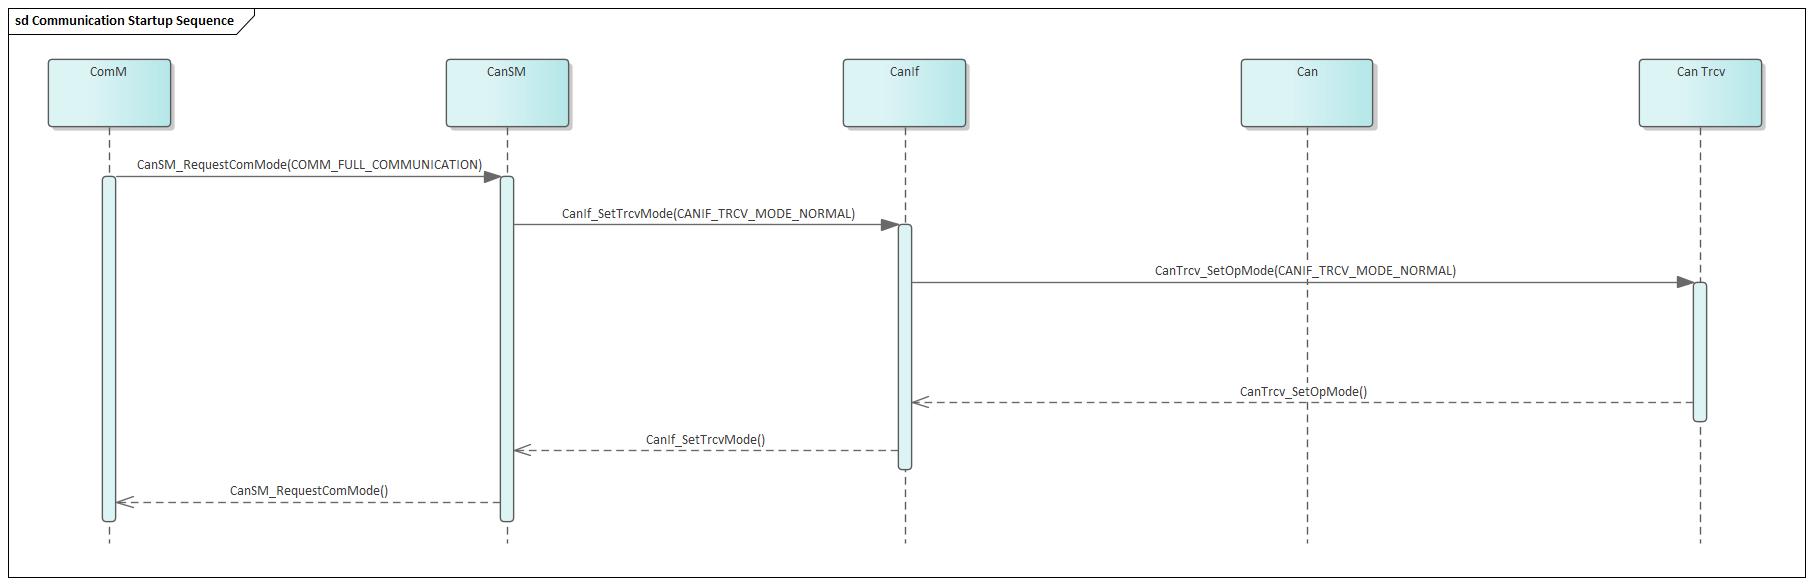 sd Communication Startup Sequence
ComM
CanSM
CanIf
Can
Can Trcv
CanSM_RequestComMode(COMM_FULL_COMMUNICATION)
CanIf_SetTrcvMode(CANIF_TRCV_MODE_NORMAL)
CanTrcv_SetOpMode(CANIF_TRCV_MODE_NORMAL)
CanTrcv_SetOpMode()
CanIf_SetTrcvMode()
CanSM_RequestComMode()